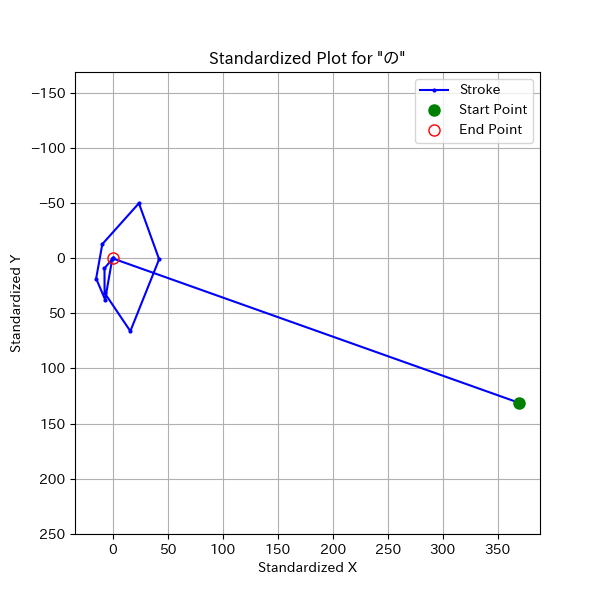 Standardized Plot for "の"
Stroke
Start Point
End Point
−150
−100
−50
0
50
100
150
200
250
Standardized Y
0 50 100 150 200 250 300 350
Standardized X